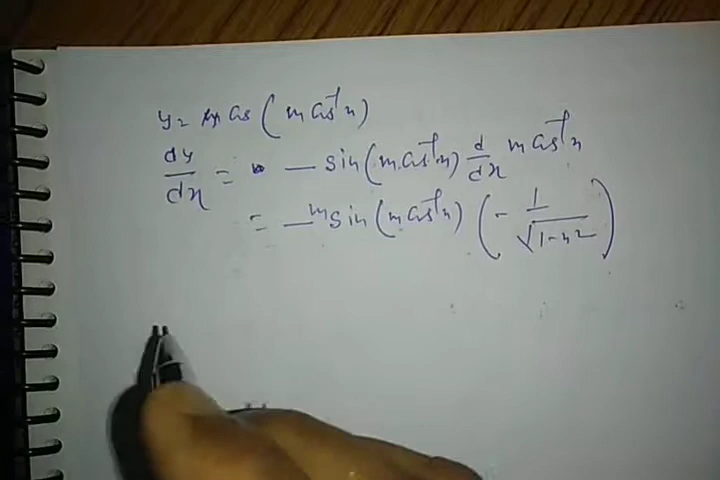 y = cos (m cos⁻¹x)
dy/dx = - sin (m cos⁻¹x) d/dx m cos⁻¹x
= - m sin (m cos⁻¹x) (- 1/√1-x²)